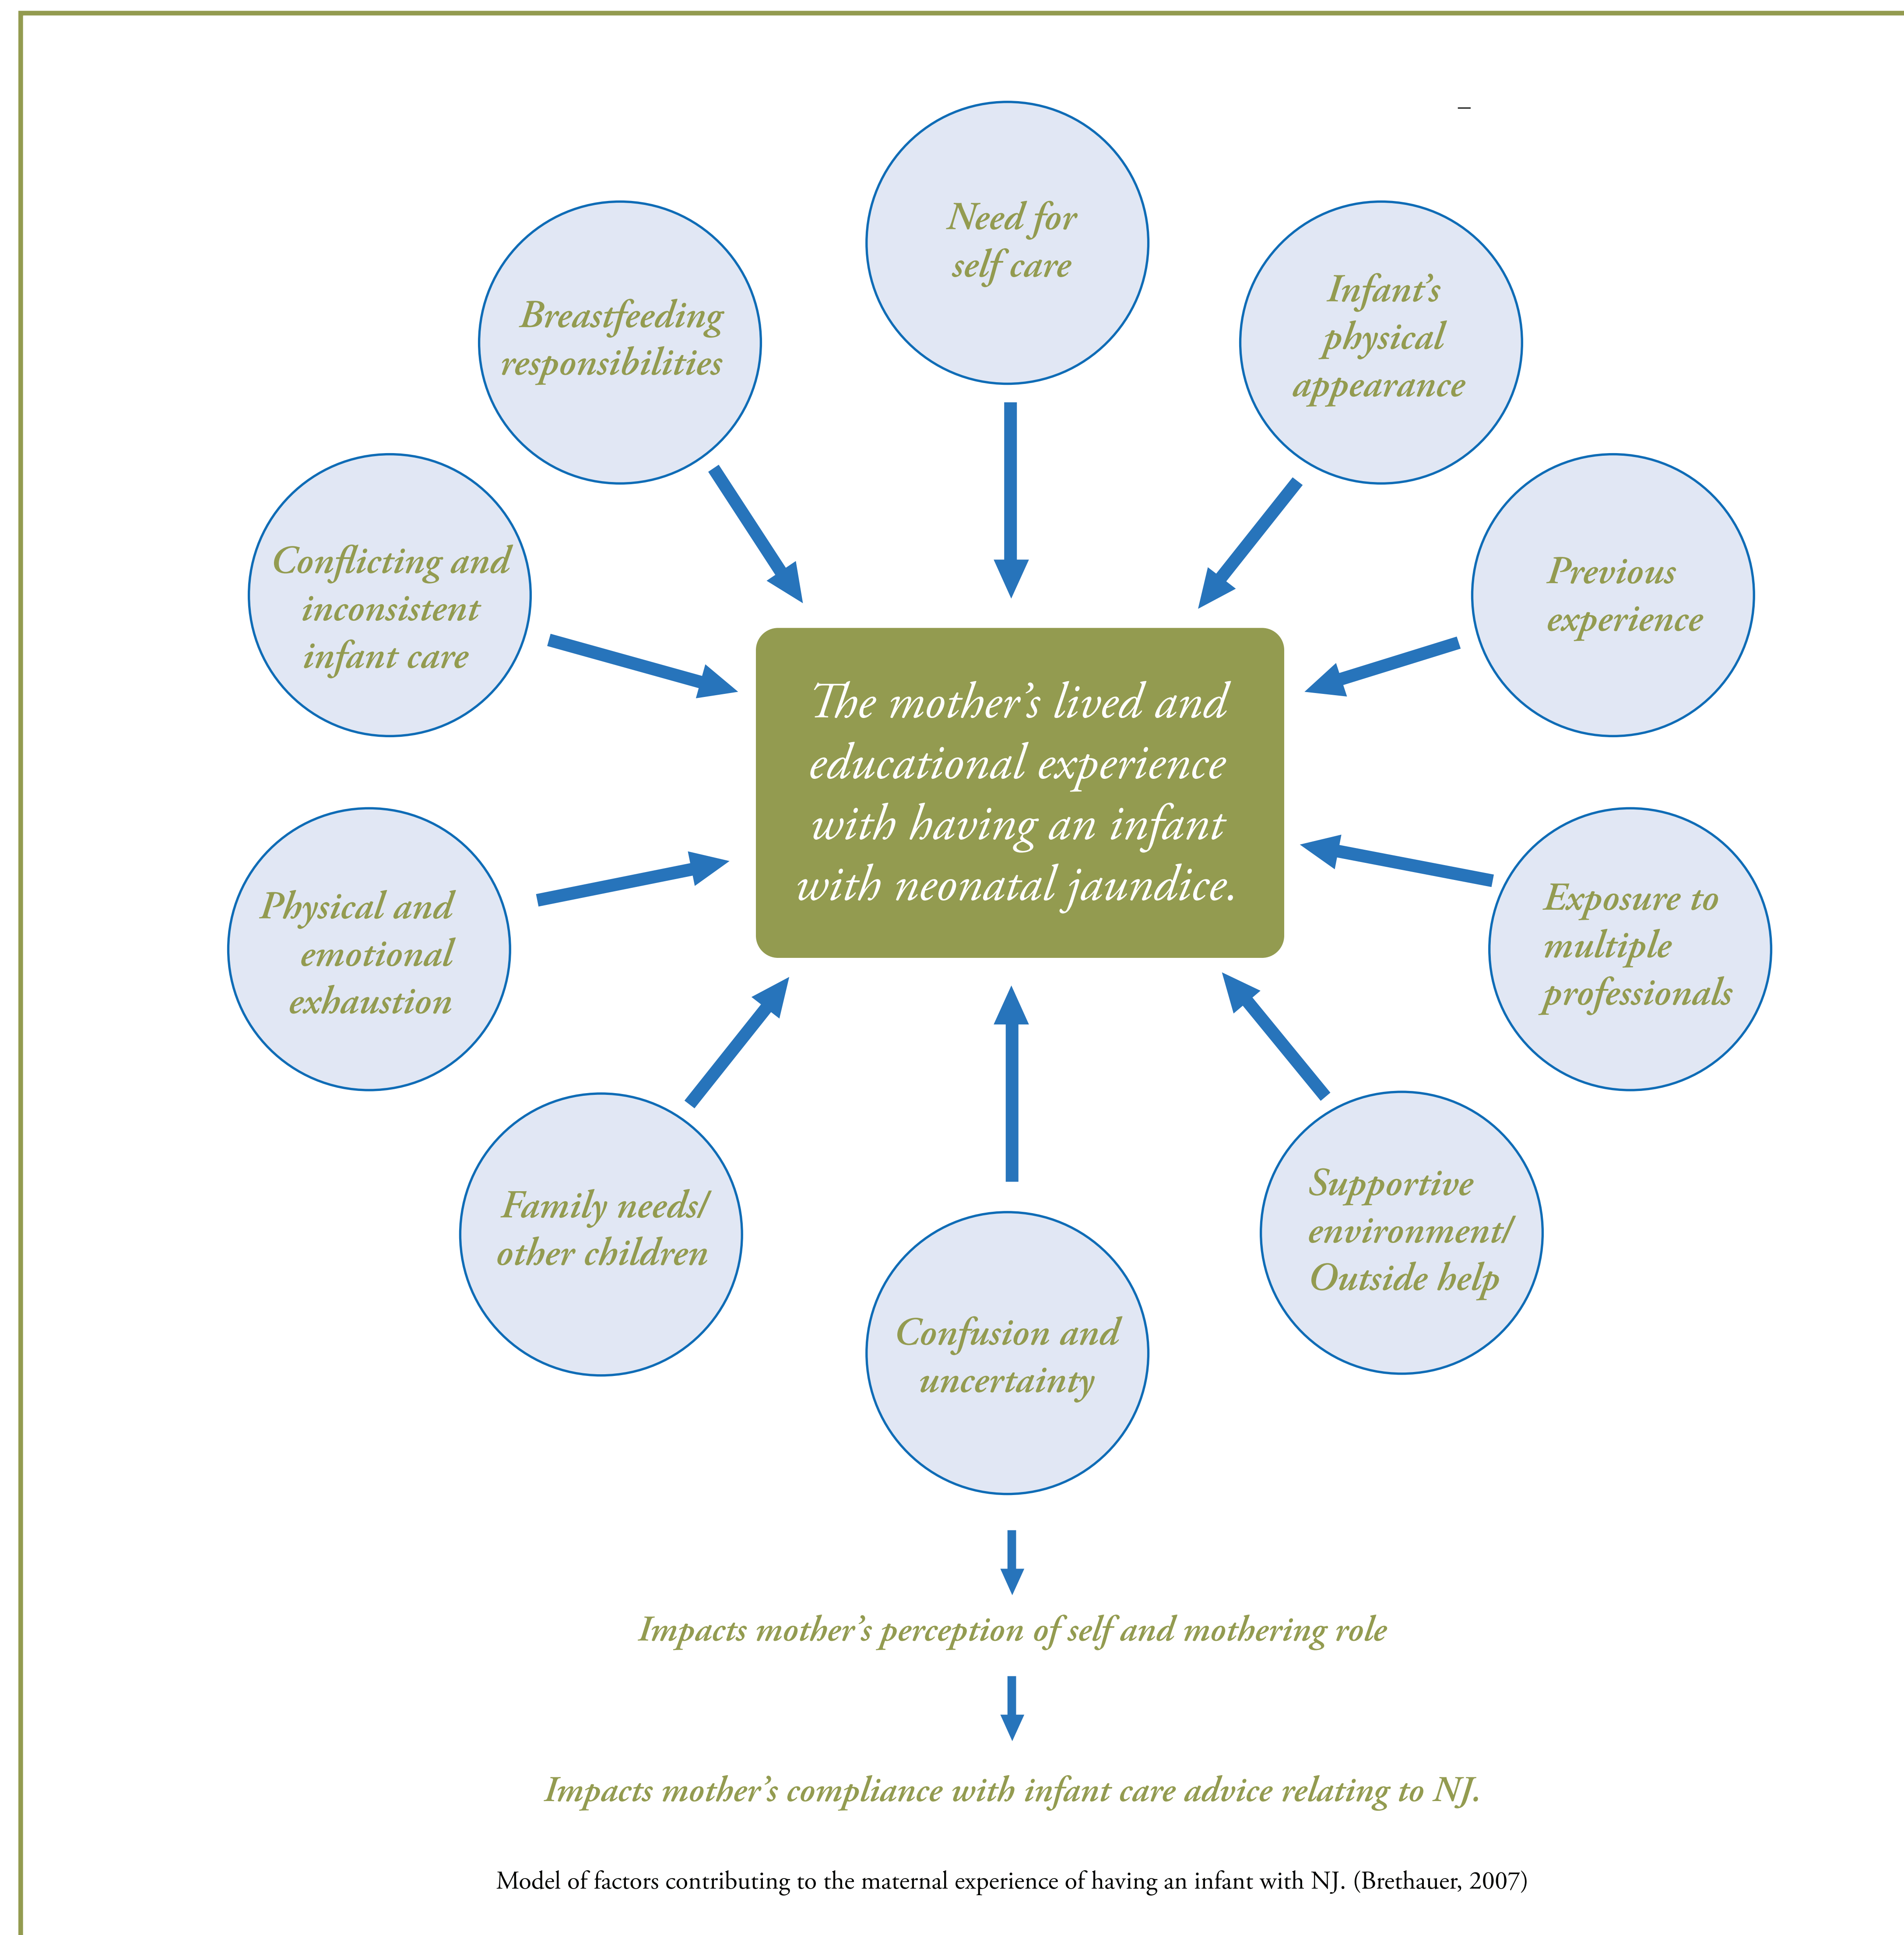 Need for
self care
Breastfeeding
responsibilities
Infant’s
physical
appearance
Conflicting and
inconsistent
infant care
Previous
experience
The mother’s lived and
educational experience
with having an infant
with neonatal jaundice.
Physical and
emotional
exhaustion
Exposure to
multiple
professionals
Family needs/
other children
Supportive
environment/
Outside help
Confusion and
uncertainty
Impacts mother’s perception of self and mothering role
Impacts mother’s compliance with infant care advice relating to NJ.
Model of factors contributing to the maternal experience of having an infant with NJ. (Brethauer, 2007)